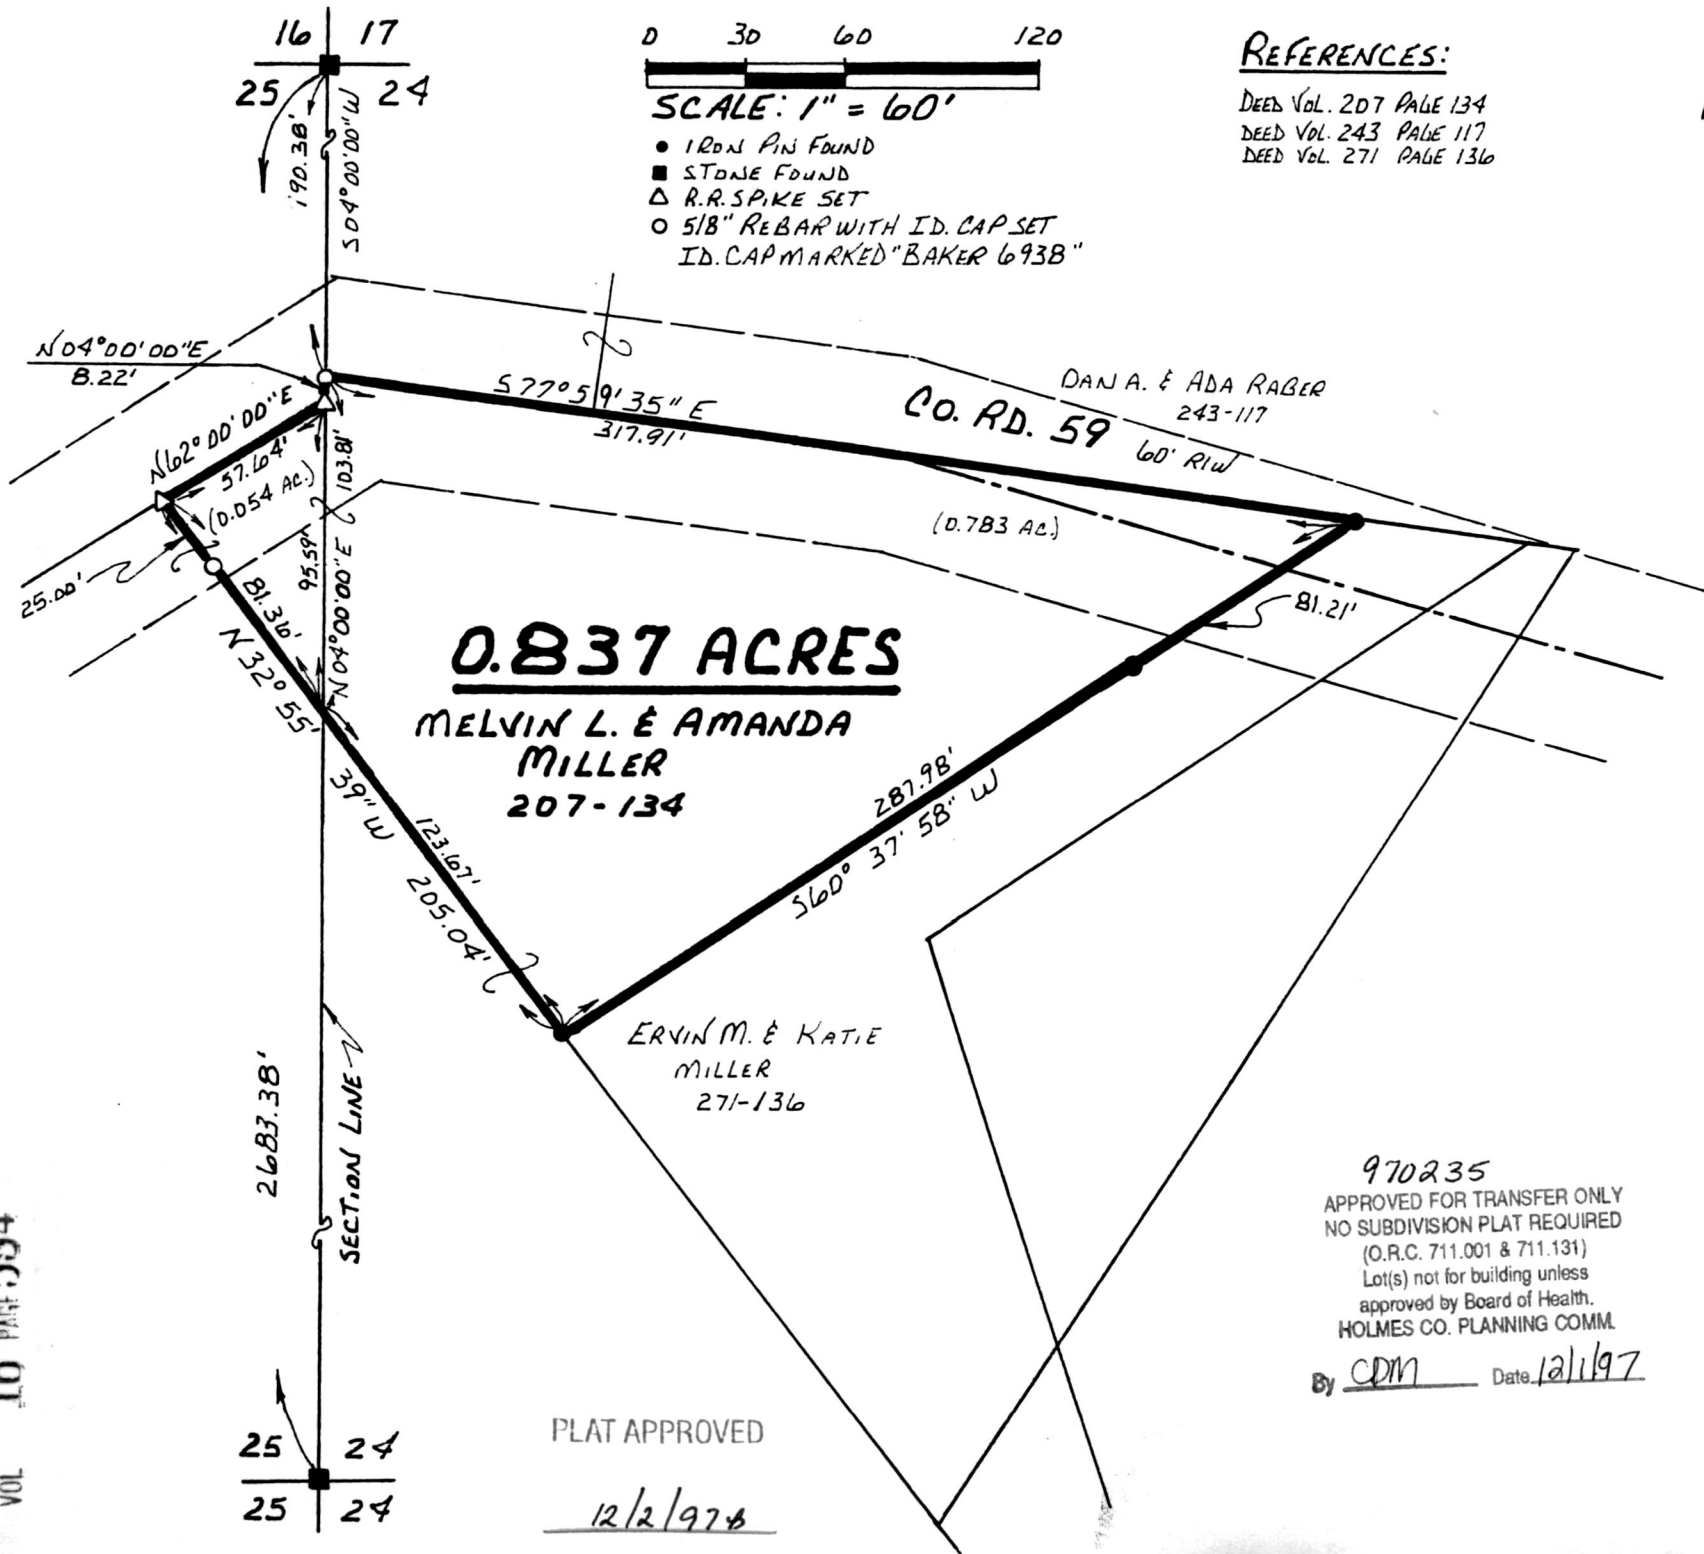 16 17
25 24
190.38'
S04°00'00"W
0 30 60 120
SCALE: 1" = 60'
IRON PIN FOUND
STONE FOUND
R.R. SPIKE SET
5/8" REBAR WITH ID. CAP SET
ID. CAP MARKED "BAKER 6938"
REFERENCES:
DEED VOL. 207 PAGE 134
DEED VOL. 243 PAGE 117
DEED VOL. 271 PAGE 136
N04°00'00"E
8.22'
N62°00'00"E
57.64'
(0.054 AC.)
103.81'
95.59'
N04°00'00"E
25.00'
81.36'
N32°55'
39"W
123.67'
205.04'
S77°59'35"E
317.91'
CO. RD. 59
60' R/W
DAN A. & ADA RABER
243-117
(0.783 AC.)
81.21'
0.837 ACRES
MELVIN L. & AMANDA
MILLER
207-134
287.98'
S60° 37' 58" W
ERVIN M. & KATIE
MILLER
271-136
2683.38'
SECTION LINE
25 24
25 24
PLAT APPROVED
12/2/97
970235
APPROVED FOR TRANSFER ONLY
NO SUBDIVISION PLAT REQUIRED
(O.R.C. 711.001 & 711.131)
Lot(s) not for building unless
approved by Board of Health.
HOLMES CO. PLANNING COMM.
By CDM Date 12/1/97
VOL 10 PAGE